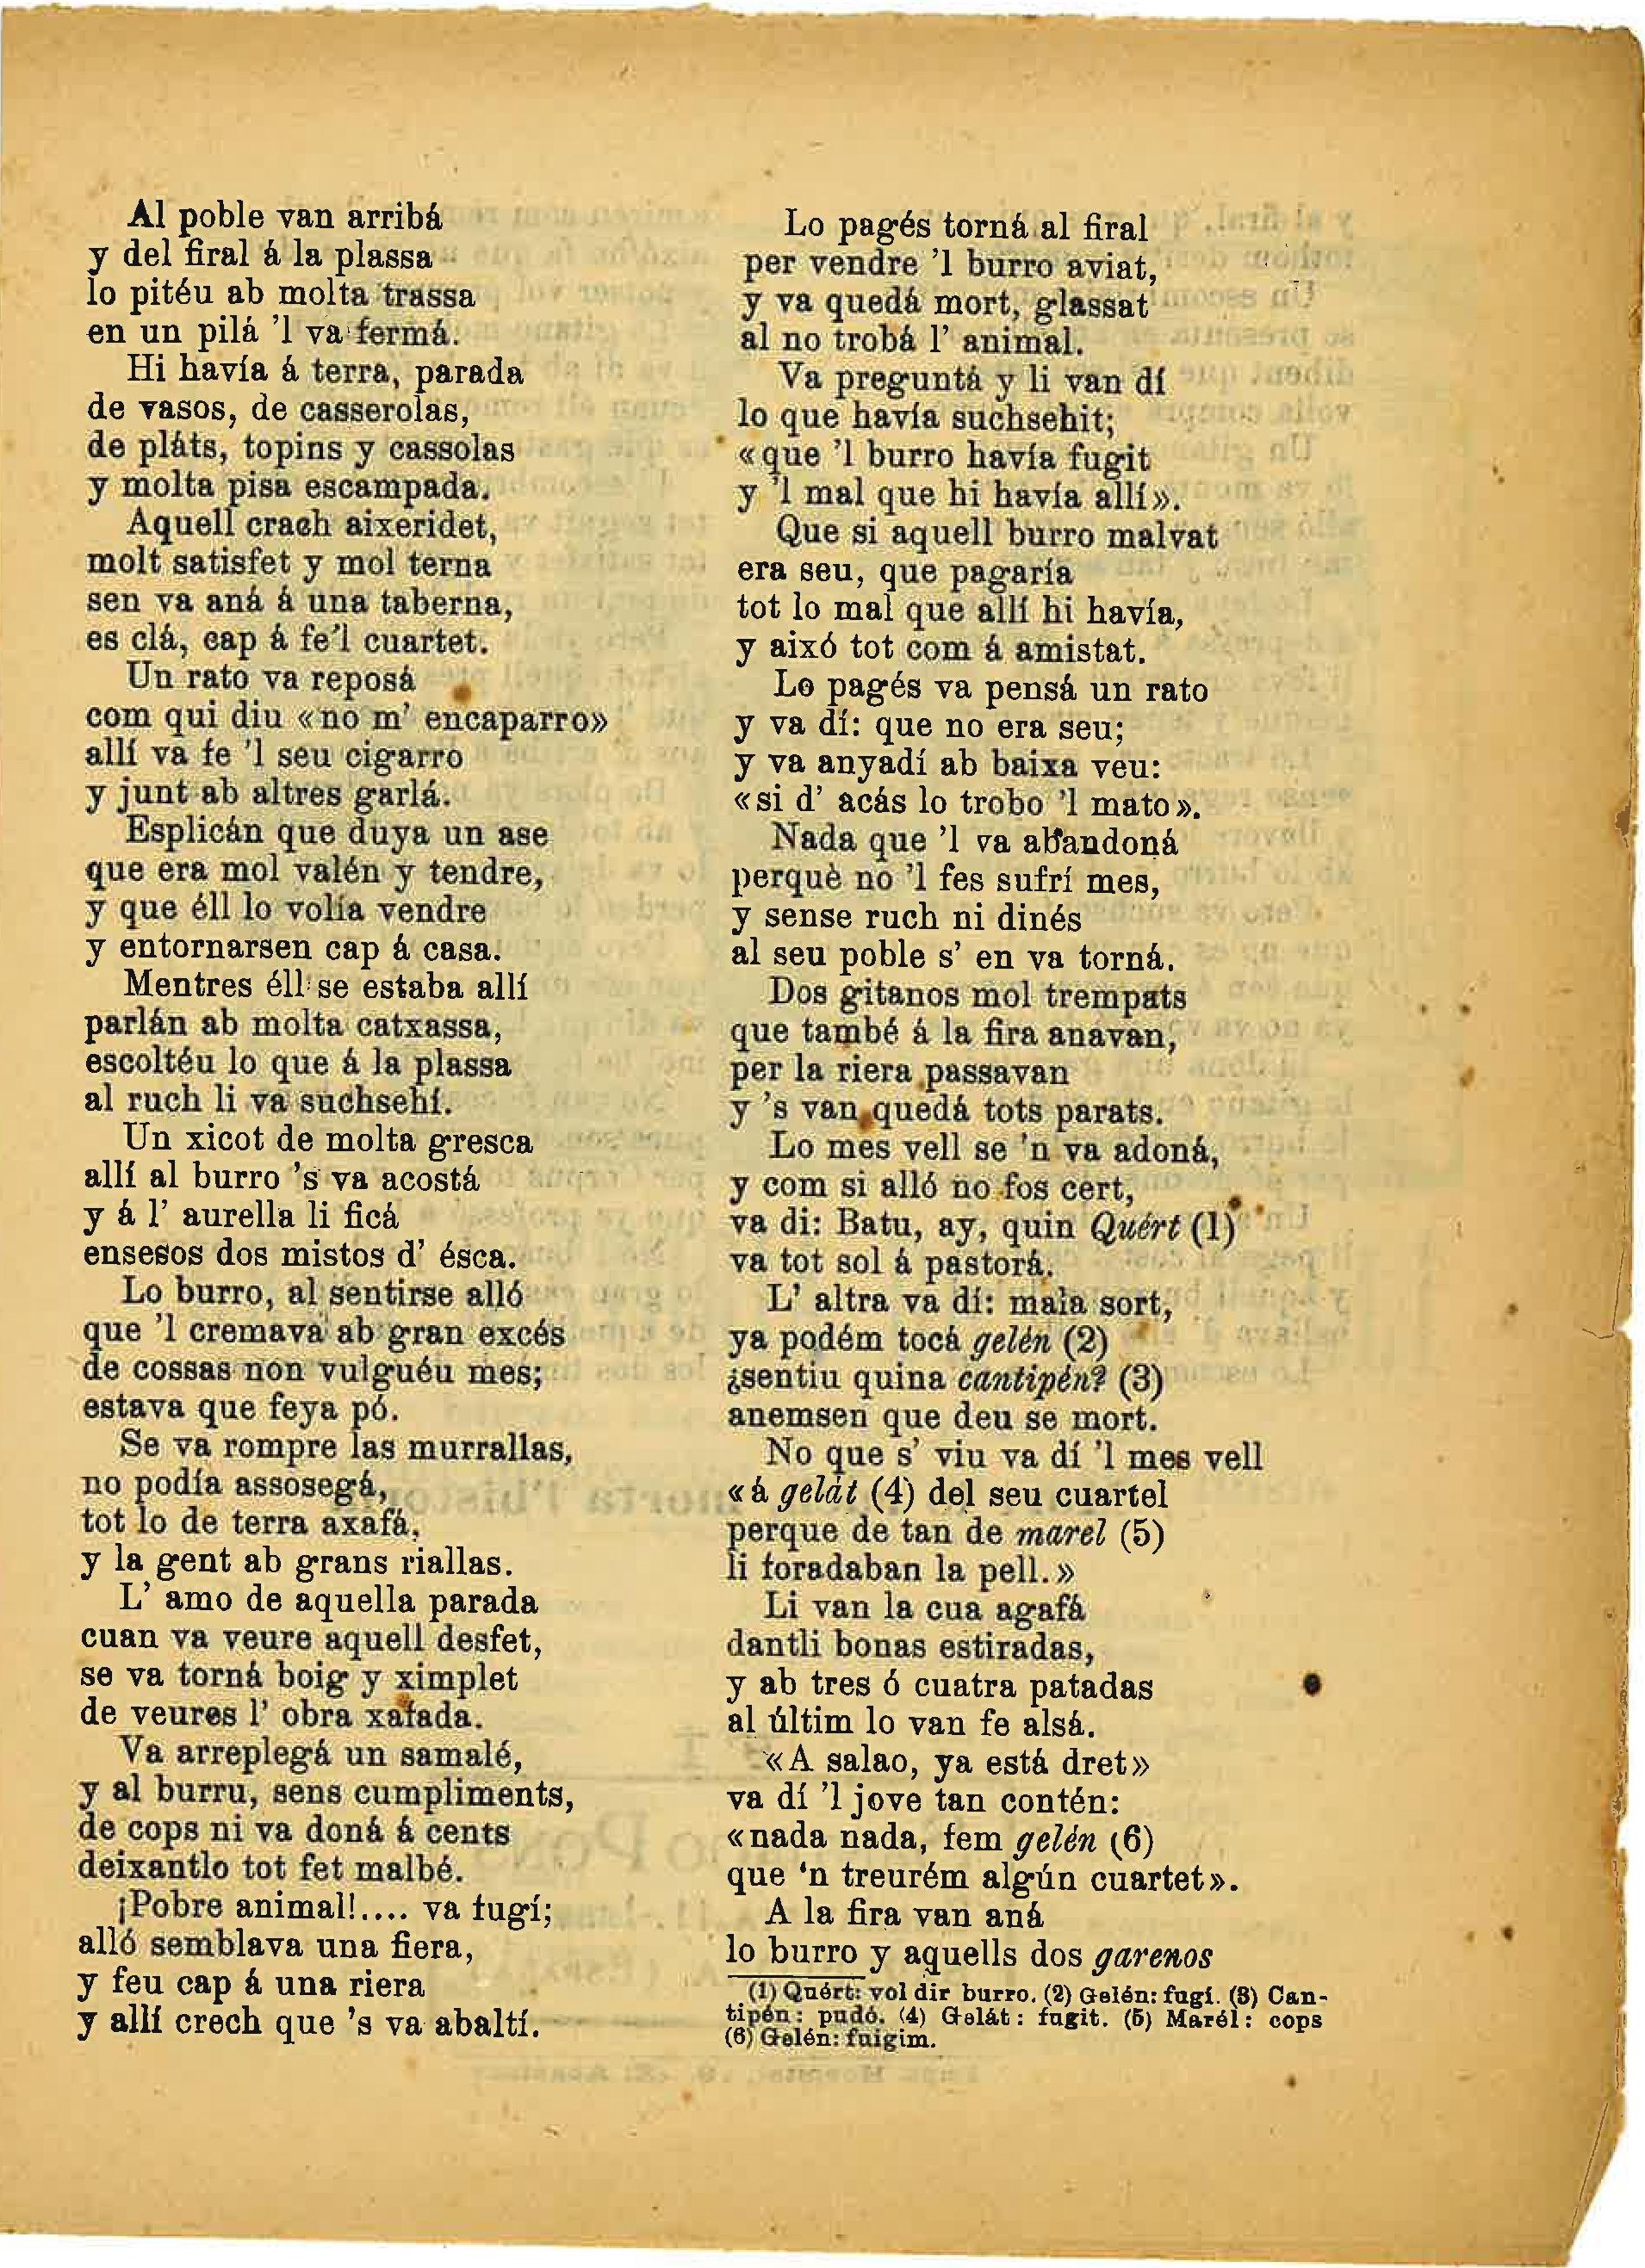 Al poble van arribá
y del firal á la plassa
lo pitéu ab molta trassa
en un pilá 'l va fermá.
Hi havía á terra, parada
de vasos, de casserolas,
de pláts, topins y cassolas
y molta pisa escampada.
Aquell crach aixeridet,
molt satisfet y mol terna
sen va aná á una taberna,
es clá, cap á fe'l cuartet.
Un rato va reposá
com qui diu «no m' encaparro»
allí va fe 'l seu cigarro
y junt ab altres garlá.
Esplicán que duya un ase
que era mol valén y tendre,
y que éll lo volía vendre
y entornarsen cap á casa.
Mentres éll se estaba allí
parlán ab molta catxassa,
escoltéu lo que á la plassa
al ruch li va suchsehí.
Un xicot de molta gresca
allí al burro 's va acostá
y á l' aurella li ficá
ensesos dos mistos d' ésca.
Lo burro, al sentirse alló
que 'l cremava ab gran excés
de cossas non vulguéu mes;
estava que feya pó.
Se va rompre las murrallas,
no podía assosegá,
tot lo de terra axafá,
y la gent ab grans riallas.
L' amo de aquella parada
cuan va veure aquell desfet,
se va torná boig y ximplet
de veures l' obra xafada.
Va arreplegá un samalé,
y al burru, sens cumpliments,
de cops ni va doná á cents
deixantlo tot fet malbé.
¡Pobre animal!.... va fugí;
alló semblava una fiera,
y feu cap á una riera
y allí crech que 's va abaltí.
Lo pagés torná al firal
per vendre 'l burro aviat,
y va quedá mort, glassat
al no trobá l' animal.
Va preguntá y li van dí
lo que havía suchsehit;
«que 'l burro havía fugit
y 'l mal que hi havía allí».
Que si aquell burro malvat
era seu, que pagaría
tot lo mal que allí hi havía,
y aixó tot com á amistat.
Lo pagés va pensá un rato
y va dí: que no era seu;
y va anyadí ab baixa veu:
«si d' acás lo trobo 'l mato».
Nada que 'l va abandoná
perquè no 'l fes sufrí mes,
y sense ruch ni dinés
al seu poble s' en va torná.
Dos gitanos mol trempats
que també á la fira anavan,
per la riera passavan
y 's van quedá tots parats.
Lo mes vell se 'n va adoná,
y com si alló no fos cert,
va di: Batu, ay, quin Quért (1)
va tot sol á pastorá.
L' altra va dí: mala sort,
ya podém tocá gelén (2)
¿sentiu quina cantipén? (3)
anemsen que deu se mort.
No que s' viu va dí 'l mes vell
«à gelát (4) del seu cuartel
perque de tan de marel (5)
li foradaban la pell.»
Li van la cua agafá
dantli bonas estiradas,
y ab tres ó cuatra patadas
al últim lo van fe alsá.
«A salao, ya está dret»
va dí 'l jove tan contén:
«nada nada, fem gelén (6)
que 'n treurém algún cuartet».
A la fira van aná
lo burro y aquells dos garenos
(1) Quért: vol dir burro. (2) Gelén: fugí. (3) Can-
tipén: pudó. (4) Gelát: fugit. (5) Marél: cops
(6) Gelén: fuigim.